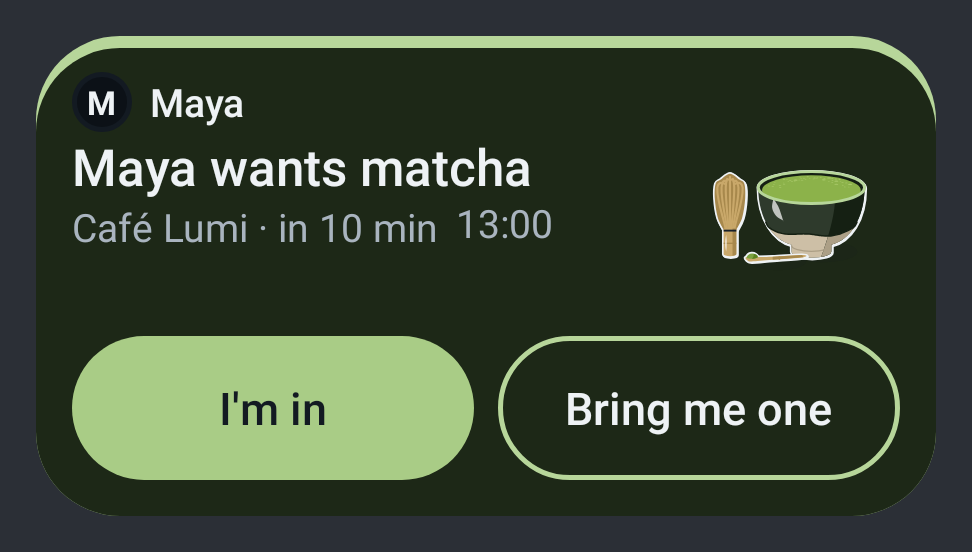 M Maya
Maya wants matcha
Café Lumi · in 10 min 13:00
I'm in
Bring me one